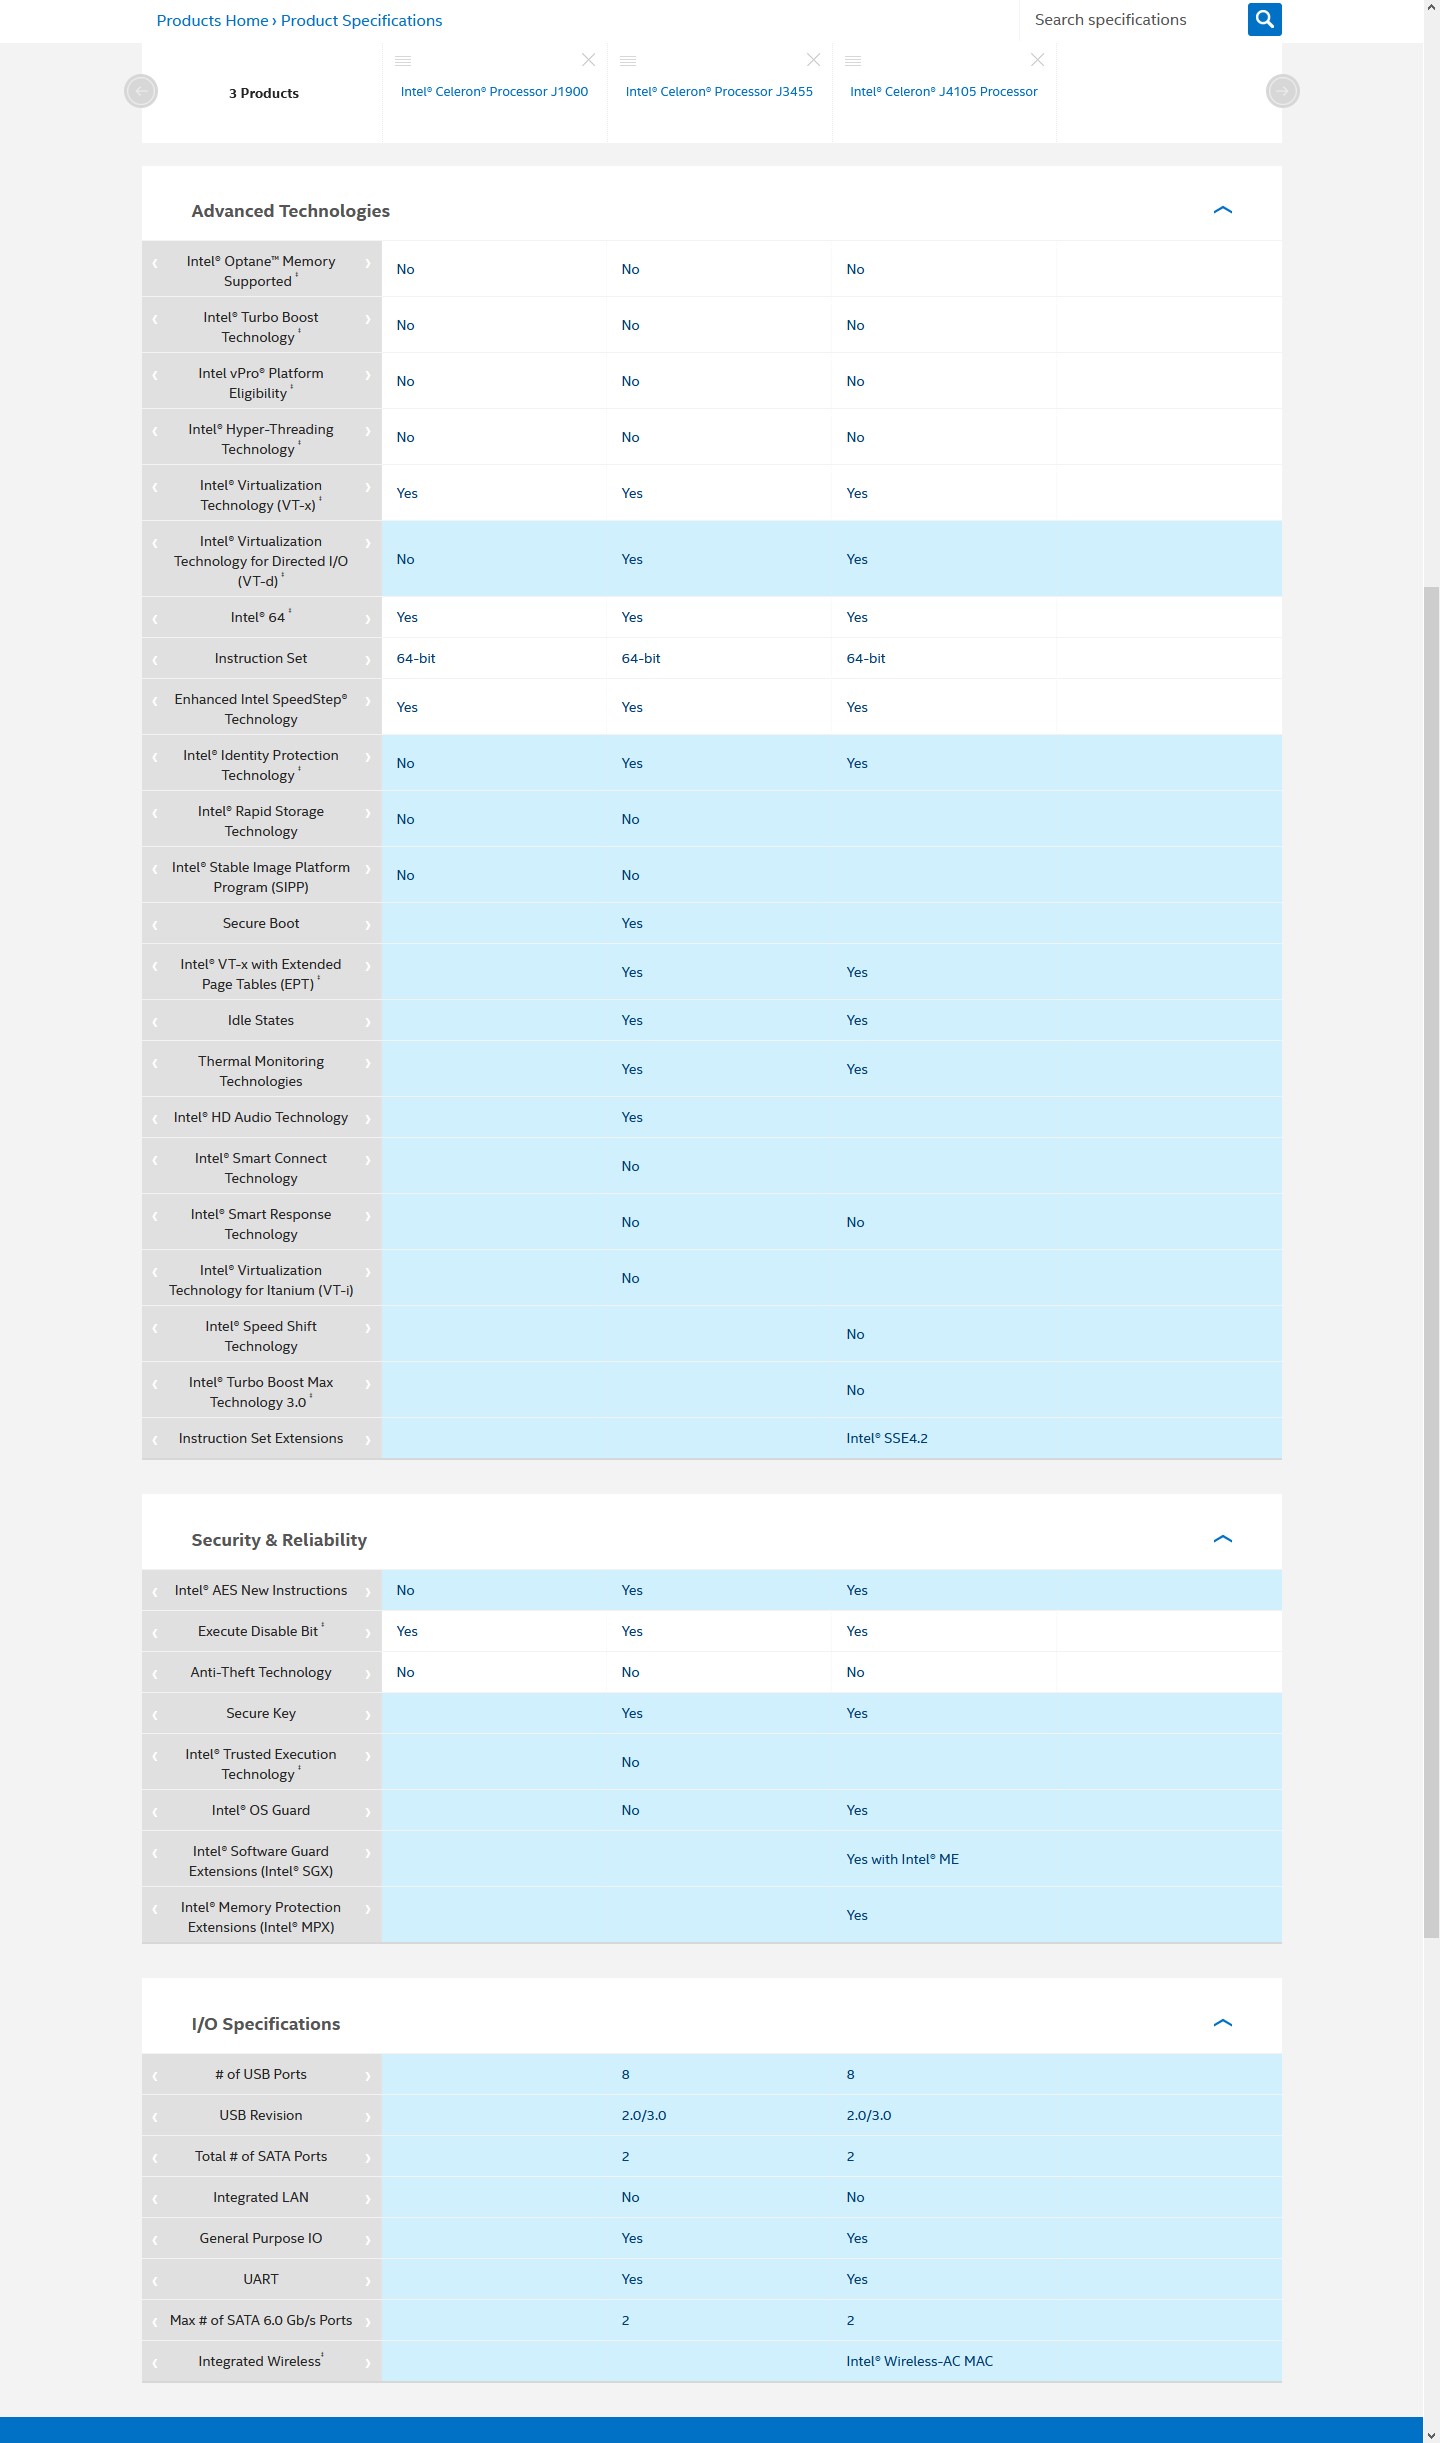 Products Home › Product Specifications
Search specifications
3 Products
Intel® Celeron® Processor J1900
Intel® Celeron® Processor J3455
Intel® Celeron® J4105 Processor
Advanced Technologies
Intel® Optane™ Memory
Supported ‡
No No No
Intel® Turbo Boost
Technology ‡
No No No
Intel vPro® Platform
Eligibility ‡
No No No
Intel® Hyper-Threading
Technology ‡
No No No
Intel® Virtualization
Technology (VT-x) ‡
Yes Yes Yes
Intel® Virtualization
Technology for Directed I/O
(VT-d) ‡
No Yes Yes
Intel® 64 ‡ Yes Yes Yes
Instruction Set 64-bit 64-bit 64-bit
Enhanced Intel SpeedStep®
Technology
Yes Yes Yes
Intel® Identity Protection
Technology ‡
No Yes Yes
Intel® Rapid Storage
Technology
No No
Intel® Stable Image Platform
Program (SIPP)
No No
Secure Boot Yes
Intel® VT-x with Extended
Page Tables (EPT) ‡
Yes Yes
Idle States Yes Yes
Thermal Monitoring
Technologies
Yes Yes
Intel® HD Audio Technology Yes
Intel® Smart Connect
Technology
No
Intel® Smart Response
Technology
No No
Intel® Virtualization
Technology for Itanium (VT-i)
No
Intel® Speed Shift
Technology
No
Intel® Turbo Boost Max
Technology 3.0 ‡
No
Instruction Set Extensions Intel® SSE4.2
Security & Reliability
Intel® AES New Instructions No Yes Yes
Execute Disable Bit ‡ Yes Yes Yes
Anti-Theft Technology No No No
Secure Key Yes Yes
Intel® Trusted Execution
Technology ‡
No
Intel® OS Guard No Yes
Intel® Software Guard
Extensions (Intel® SGX)
Yes with Intel® ME
Intel® Memory Protection
Extensions (Intel® MPX)
Yes
I/O Specifications
# of USB Ports 8 8
USB Revision 2.0/3.0 2.0/3.0
Total # of SATA Ports 2 2
Integrated LAN No No
General Purpose IO Yes Yes
UART Yes Yes
Max # of SATA 6.0 Gb/s Ports 2 2
Integrated Wireless‡ Intel® Wireless-AC MAC